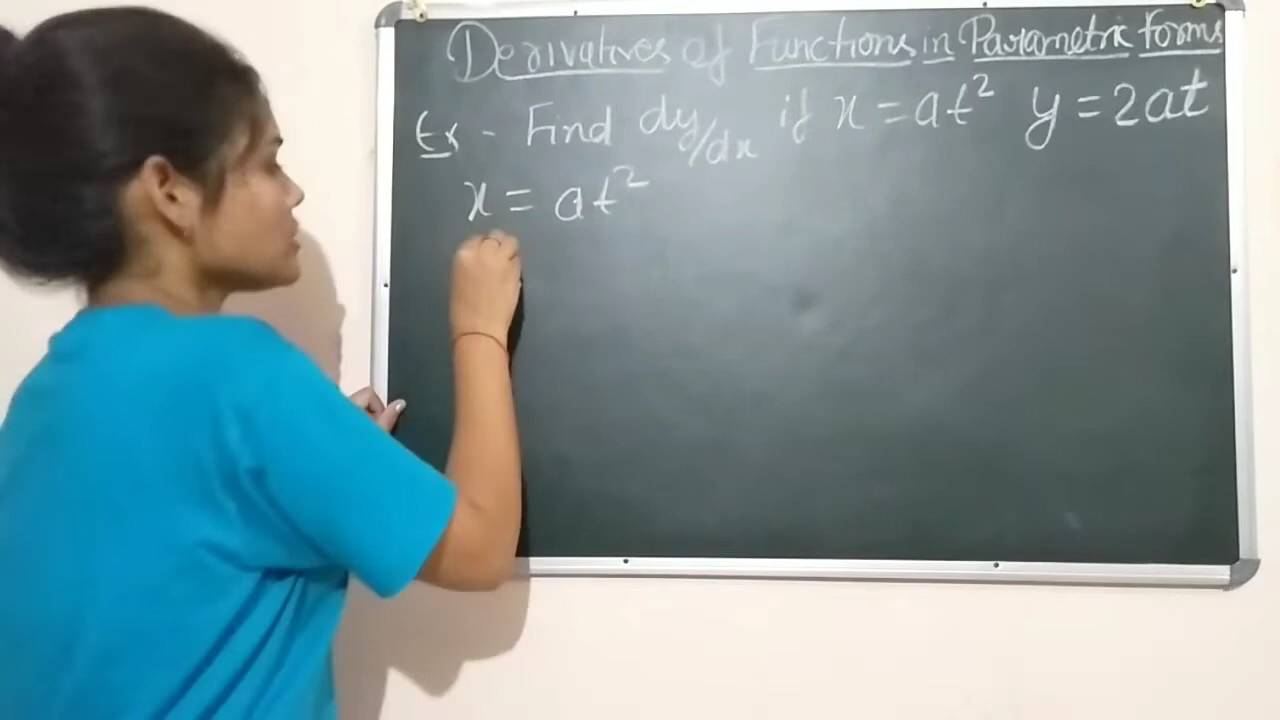 Derivatives of Functions in Parametric forms
Ex - Find dy/dx if x = at² y = 2at
x = at²